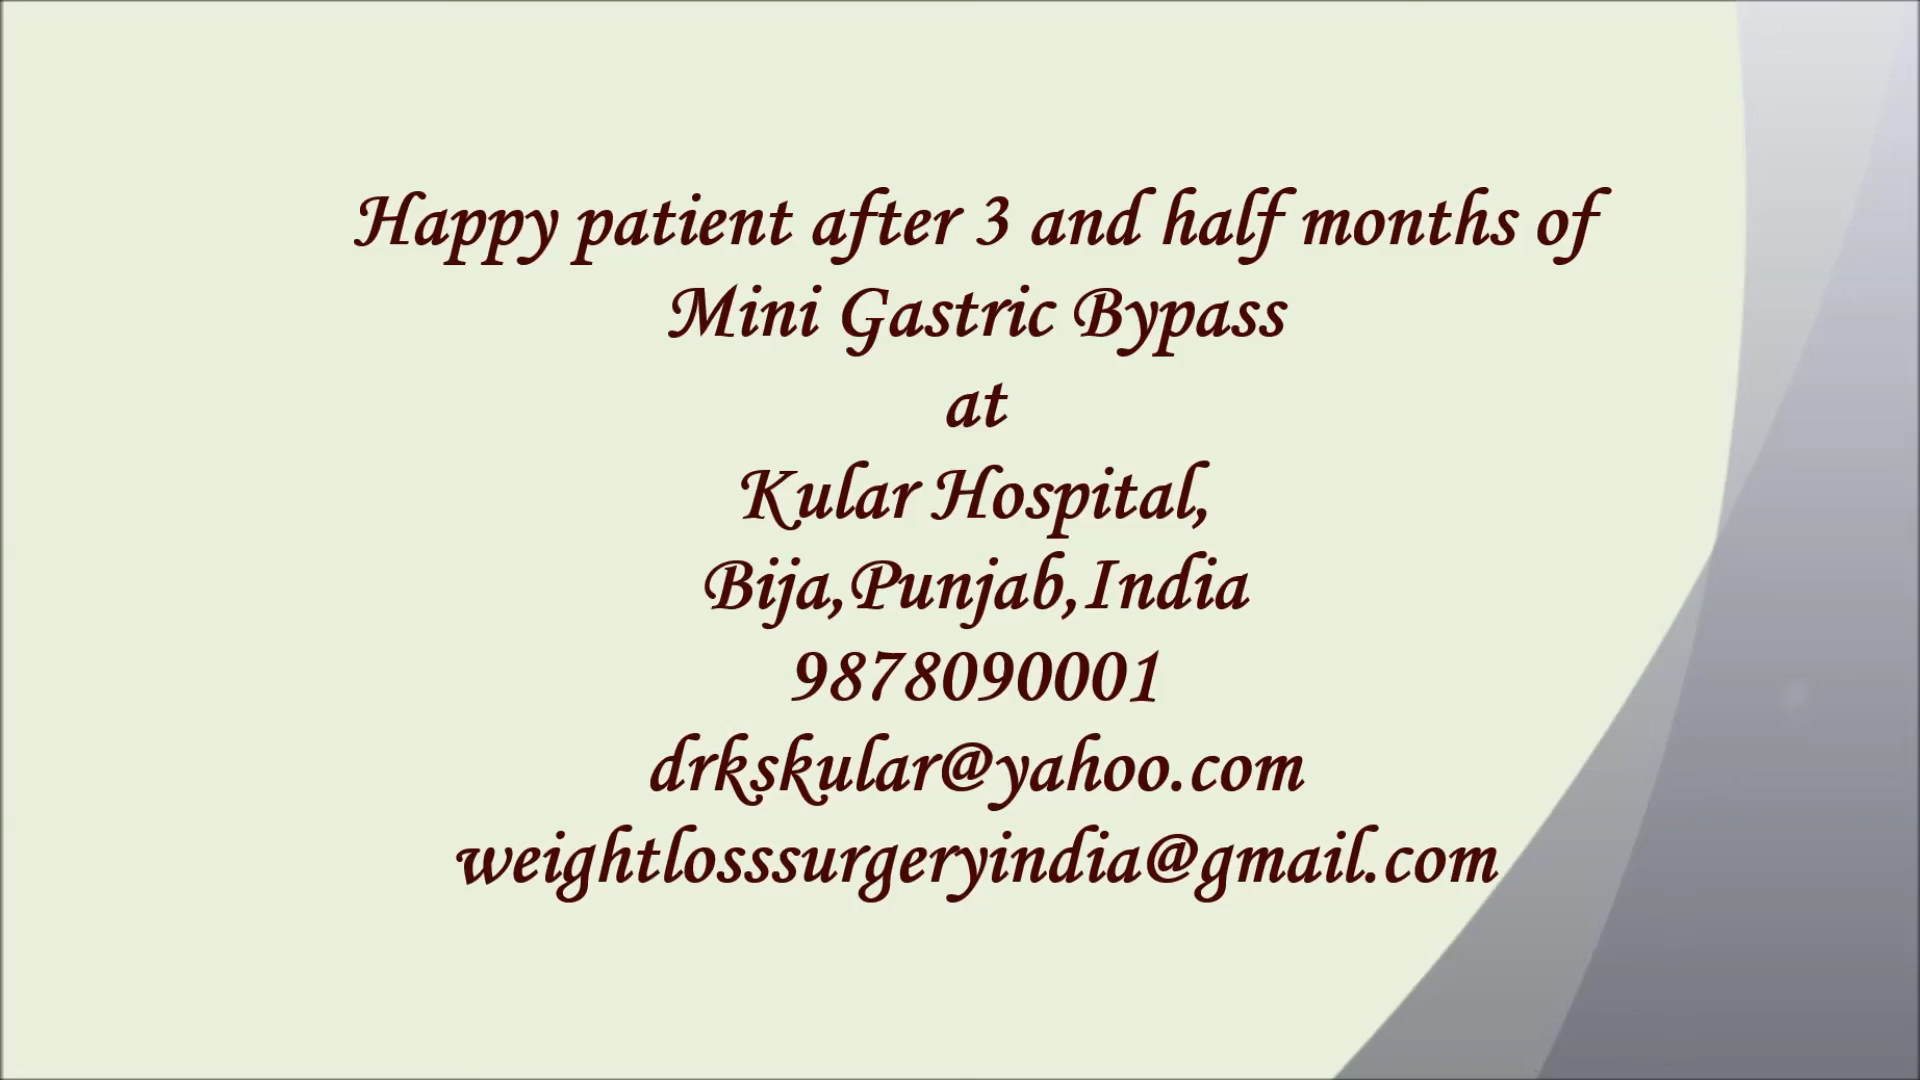 Happy patient after 3 and half months of
Mini Gastric Bypass
at
Kular Hospital,
Bija,Punjab,India
9878090001
drkskular@yahoo.com
weightlosssurgeryindia@gmail.com